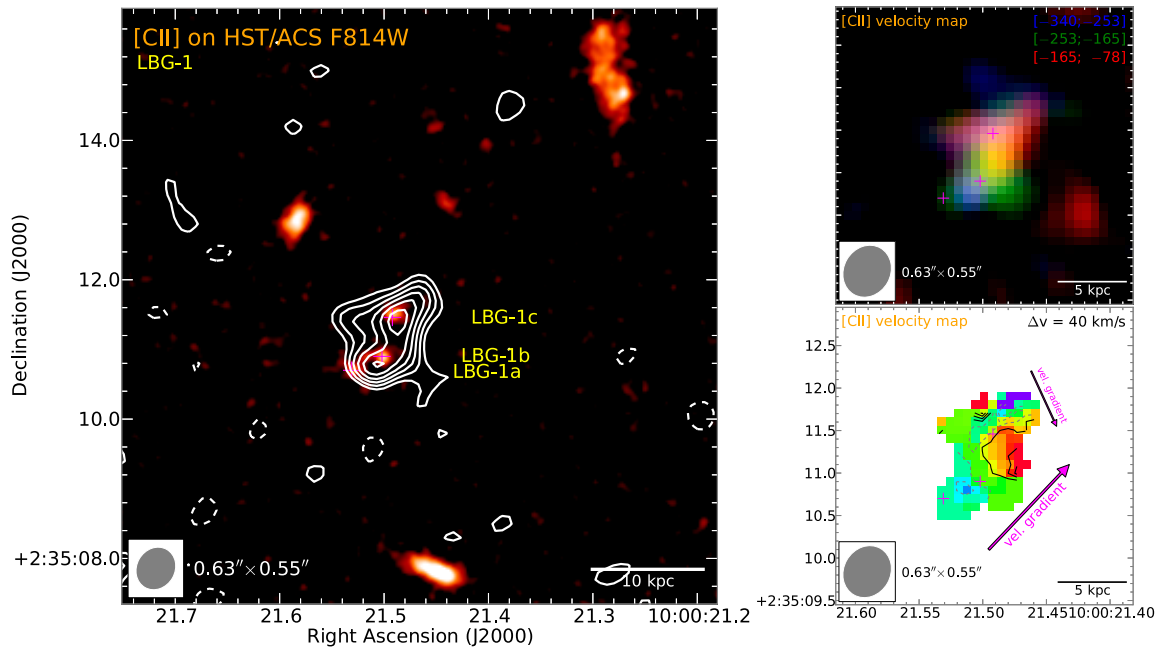 [CII] on HST/ACS F814W
LBG-1
LBG-1c
LBG-1b
LBG-1a
14.0
12.0
10.0
+2:35:08.0
Declination (J2000)
0.63″×0.55″
10 kpc
21.7
21.6
21.5
21.4
21.3
10:00:21.2
Right Ascension (J2000)
[CII] velocity map
[−340;−253]
[−253;−165]
[−165; −78]
0.63″×0.55″
5 kpc
[CII] velocity map
Δv = 40 km/s
12.5
12.0
11.5
11.0
10.5
10.0
+2:35:09.5
vel. gradient
vel. gradient
0.63″×0.55″
5 kpc
21.60
21.55
21.50
21.45
10:00:21.40